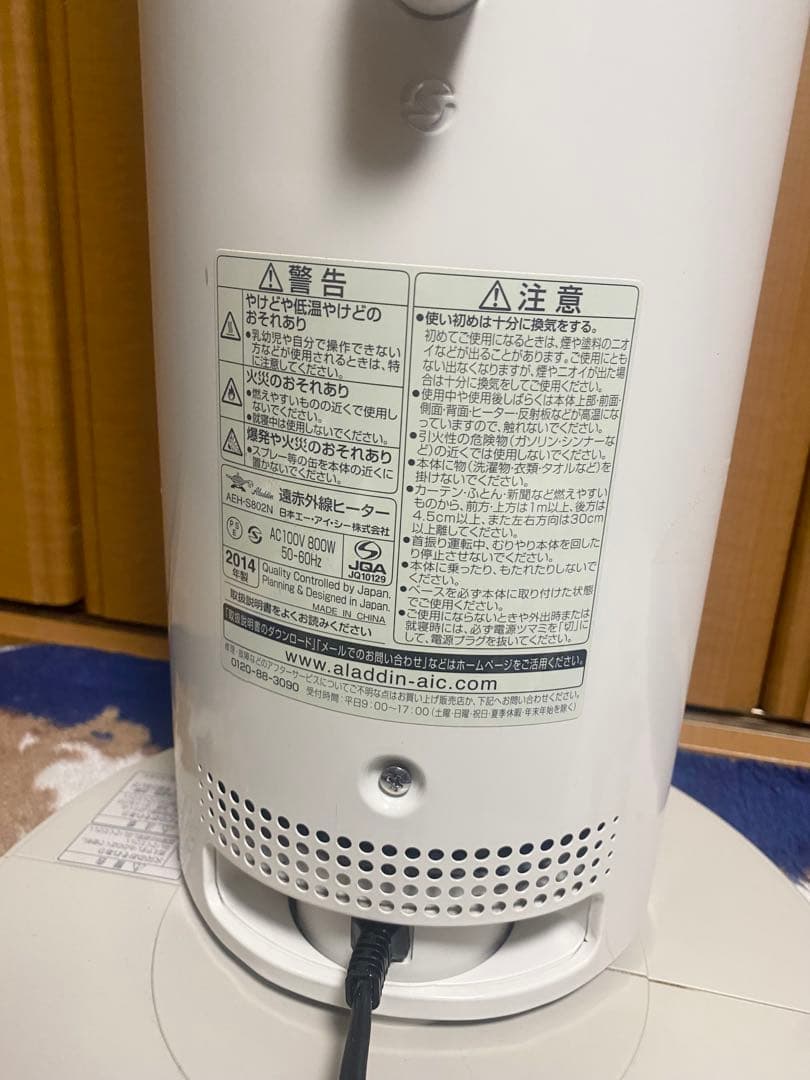 警告
やけどや低温やけどの
おそれあり
●乳幼児や自分で操作できない
方などが使用されるときは、特
に注意してください。
火災のおそれあり
●燃えやすいものの近くで使用し
ないでください。
●就寝中は使用しないでください。
爆発や火災のおそれあり
●スプレー等の缶を本体の近くに
置かないでください。
Aladdin 遠赤外線ヒーター
AEH-S802N 日本エー・アイ・シー株式会社
PSE
AC100V 800W
50-60Hz
JQA
JQ10129
2014
年製
Quality Controlled by Japan.
Planning & Designed in Japan.
MADE IN CHINA
取扱説明書をよくお読みください
注意
●使い初めは十分に換気をする。
初めてご使用になるときは、煙や塗料のニオ
イなどが出ることがあります。ご使用にとも
ない出なくなりますが、煙やニオイが出た場
合は十分に換気をしてご使用ください。
●使用中や使用後しばらくは本体上部・前面・
側面・背面・ヒーター・反射板などが高温にな
っていますので、触れないでください。
●引火性の危険物(ガソリン・シンナーな
ど)の近くでは使用しないでください。
●本体に物(洗濯物・衣類・タオルなど)を
掛けないでください。
●カーテン・ふとん・新聞など燃えやすい
ものから、前方・上方は1m以上、後方は
4.5cm以上、また左右方向は30cm
以上離してください。
●首振り運転中、むりやり本体を回した
り停止させないでください。
●本体に乗ったり、もたれたりしないで
ください。
●ベースを必ず本体に取り付けた状態
でご使用ください。
●ご使用にならないときや外出時または
就寝時には、必ず電源ツマミを「切」に
して、電源プラグを抜いてください。
「取扱説明書のダウンロード」「メールでのお問い合わせ」などはホームページをご活用ください。
www.aladdin-aic.com
修理・故障などのアフターサービスについてご不明な点はお買い上げ販売店か、下記へお問い合わせください。
0120-88-3090 受付時間:平日9:00~17:00(土曜・日曜・祝日・夏季休暇・年末年始を除く)